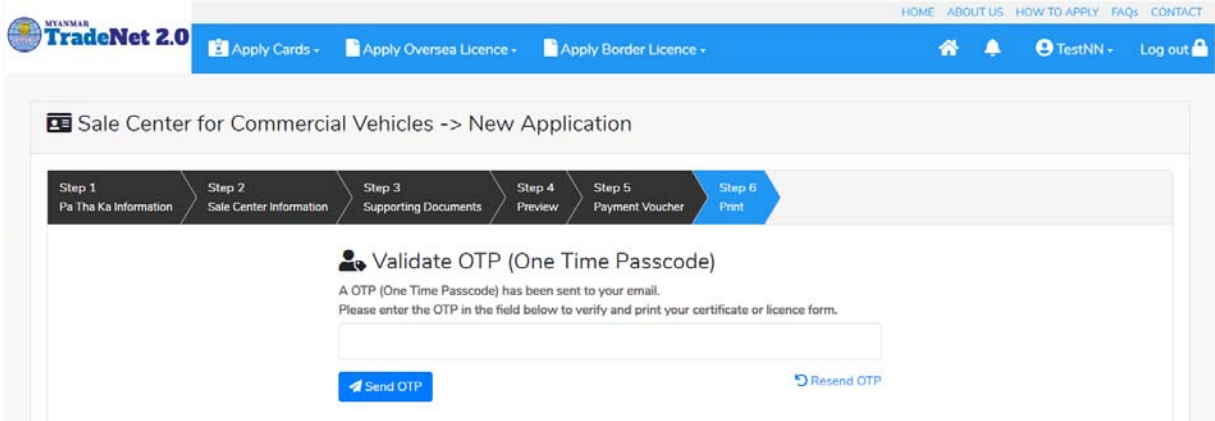 HOME ABOUT US HOW TO APPLY FAQs CONTACT
MYANMAR
TradeNet 2.0
Apply Cards
Apply Oversea Licence
Apply Border Licence
TestNN
Log out
Sale Center for Commercial Vehicles -> New Application
Step 1
Pa Tha Ka Information
Step 2
Sale Center Information
Step 3
Supporting Documents
Step 4
Preview
Step 5
Payment Voucher
Step 6
Print
Validate OTP (One Time Passcode)
A OTP (One Time Passcode) has been sent to your email.
Please enter the OTP in the field below to verify and print your certificate or licence form.
Send OTP
Resend OTP